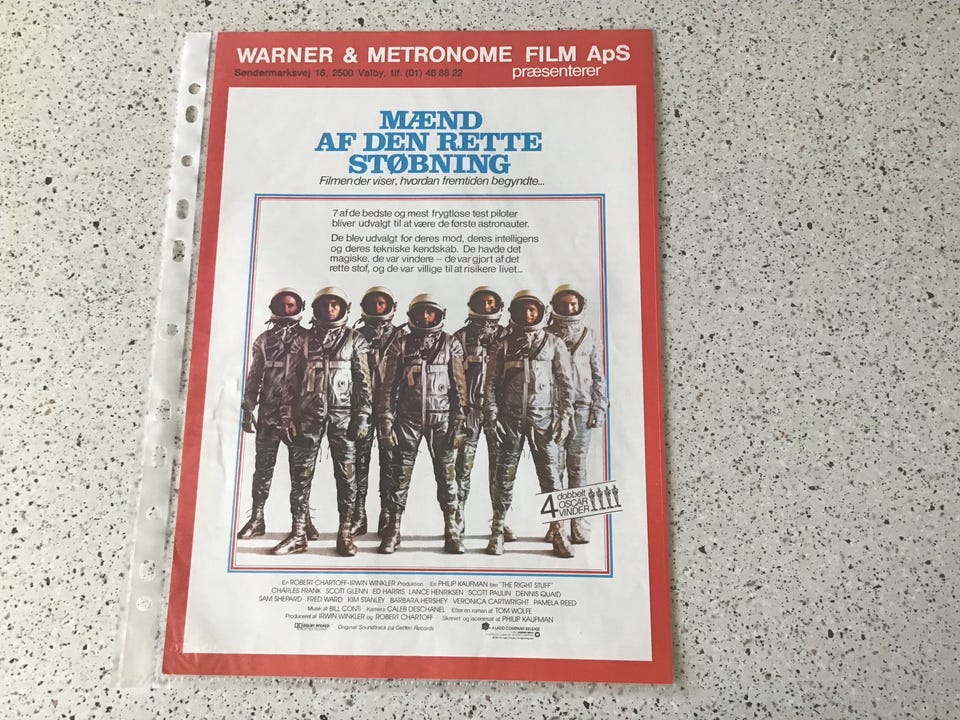 WARNER & METRONOME FILM ApS
Søndermarksvej 16, 2500 Valby, tlf. (01) 46 88 22
præsenterer
MÆND
AF DEN RETTE
STØBNING
Filmen der viser, hvordan fremtiden begyndte...
7 af de bedste og mest frygtløse test piloter
bliver udvalgt til at være de første astronauter.
De blev udvalgt for deres mod, deres intelligens
og deres tekniske kendskab. De havde det
magiske, de var vindere – de var gjort af det
rette stof, og de var villige til at risikere livet...
4 dobbelt
OSCAR
VINDER
En ROBERT CHARTOFF-IRWIN WINKLER Produktion En PHILIP KAUFMAN film "THE RIGHT STUFF"
CHARLES FRANK SCOTT GLENN ED HARRIS LANCE HENRIKSEN SCOTT PAULIN DENNIS QUAID
SAM SHEPARD FRED WARD KIM STANLEY BARBARA HERSHEY VERONICA CARTWRIGHT PAMELA REED
Musik af BILL CONTI Kamera CALEB DESCHANEL Efter en roman af TOM WOLFE
Produceret af IRWIN WINKLER og ROBERT CHARTOFF Skrevet og iscenesat af PHILIP KAUFMAN
DOLBY STEREO Original Soundtrack på Geffen Records A LADD COMPANY RELEASE